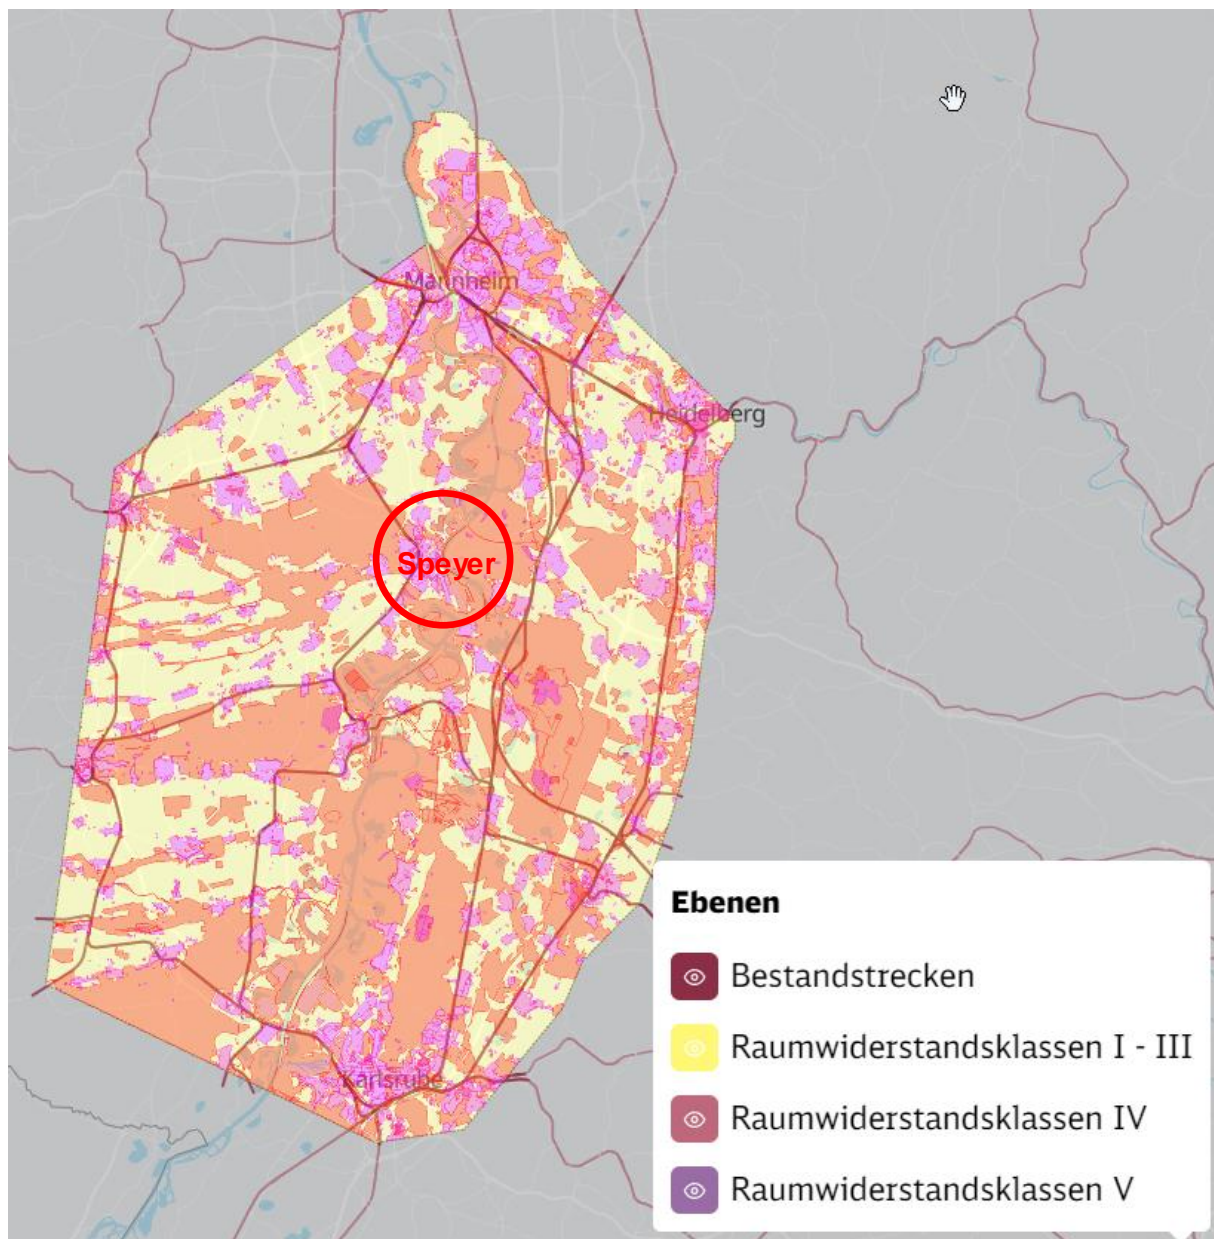 Mannheim
Heidelberg
Speyer
Karlsruhe
Ebenen
Bestandstrecken
Raumwiderstandsklassen I - III
Raumwiderstandsklassen IV
Raumwiderstandsklassen V